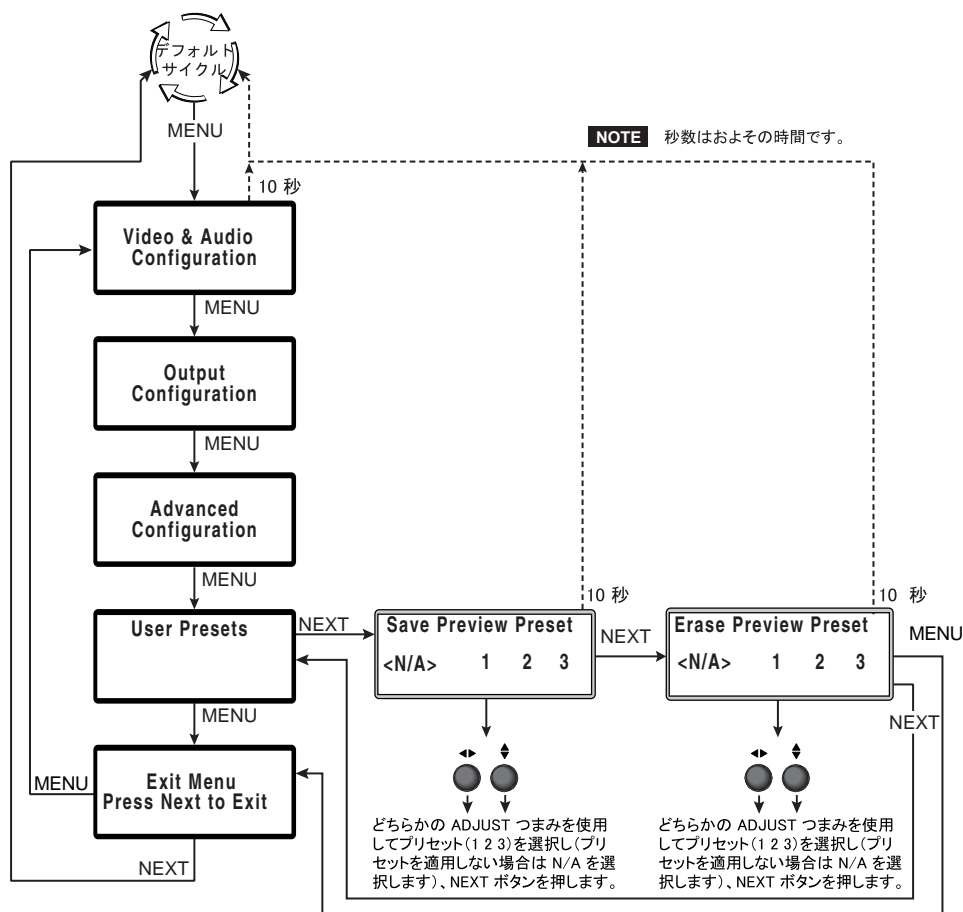 デフォルト
サイクル
MENU
NOTE 秒数はおよその時間です。
10 秒
Video & Audio
Configuration
MENU
Output
Configuration
MENU
Advanced
Configuration
MENU
10 秒
10 秒
User Presets
NEXT
Save Preview Preset
<N/A> 1 2 3
NEXT
Erase Preview Preset
<N/A> 1 2 3
MENU
NEXT
MENU
MENU
Exit Menu
Press Next to Exit
NEXT
どちらかの ADJUST つまみを使用
してプリセット(1 2 3)を選択し(プリ
セットを適用しない場合は N/A を選
択します)、NEXT ボタンを押します。
どちらかの ADJUST つまみを使用
してプリセット(1 2 3)を選択し(プリ
セットを適用しない場合は N/A を選
択します)、NEXT ボタンを押します。